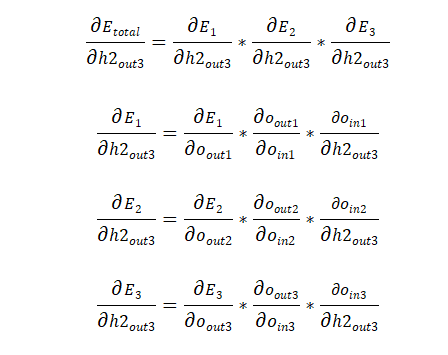 ∂E_total/∂h2_out3 = ∂E_1/∂h2_out3 * ∂E_2/∂h2_out3 * ∂E_3/∂h2_out3
∂E_1/∂h2_out3 = ∂E_1/∂o_out1 * ∂o_out1/∂o_in1 * ∂o_in1/∂h2_out3
∂E_2/∂h2_out3 = ∂E_2/∂o_out2 * ∂o_out2/∂o_in2 * ∂o_in2/∂h2_out3
∂E_3/∂h2_out3 = ∂E_3/∂o_out3 * ∂o_out3/∂o_in3 * ∂o_in3/∂h2_out3